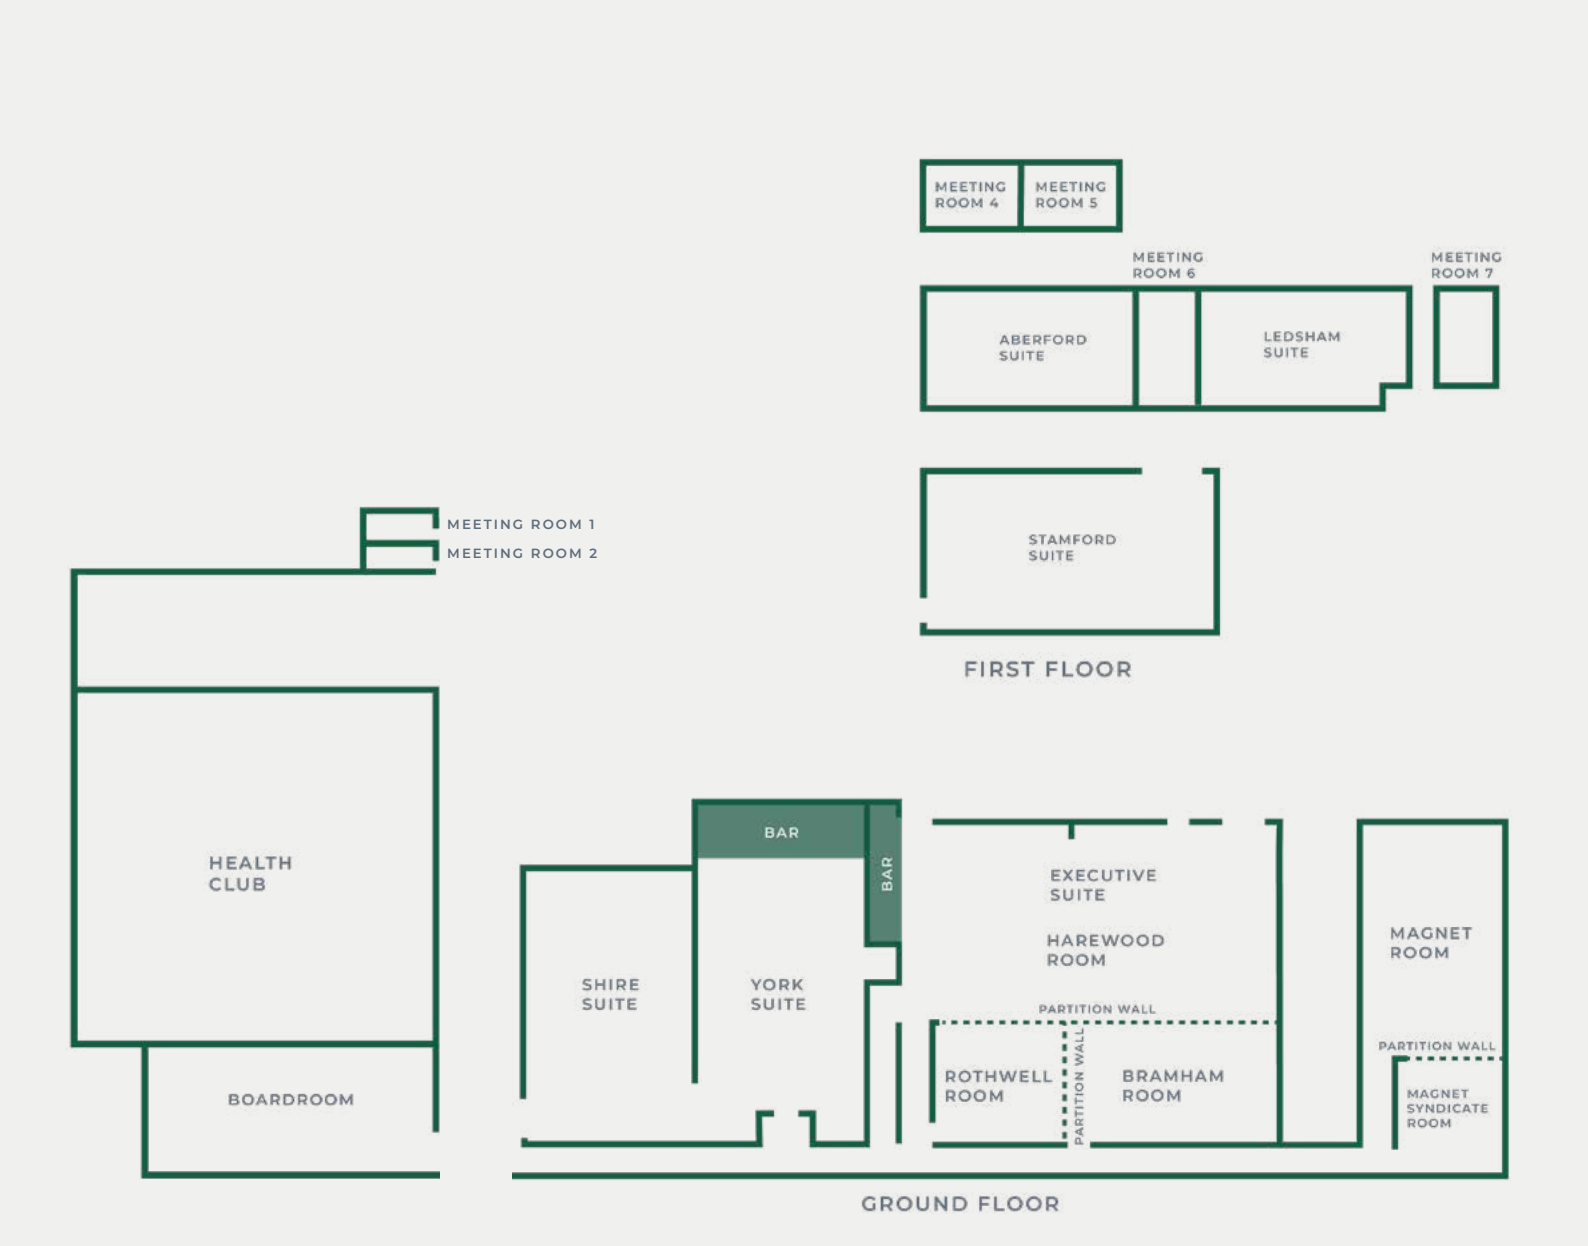 MEETING
ROOM 4
MEETING
ROOM 5
MEETING
ROOM 6
MEETING
ROOM 7
ABERFORD
SUITE
LEDSHAM
SUITE
STAMFORD
SUITE
FIRST FLOOR
MEETING ROOM 1
MEETING ROOM 2
HEALTH
CLUB
BOARDROOM
BAR
BAR
SHIRE
SUITE
YORK
SUITE
EXECUTIVE
SUITE
HAREWOOD
ROOM
PARTITION WALL
ROTHWELL
ROOM
PARTITION WALL
BRAMHAM
ROOM
MAGNET
ROOM
PARTITION WALL
MAGNET
SYNDICATE
ROOM
GROUND FLOOR